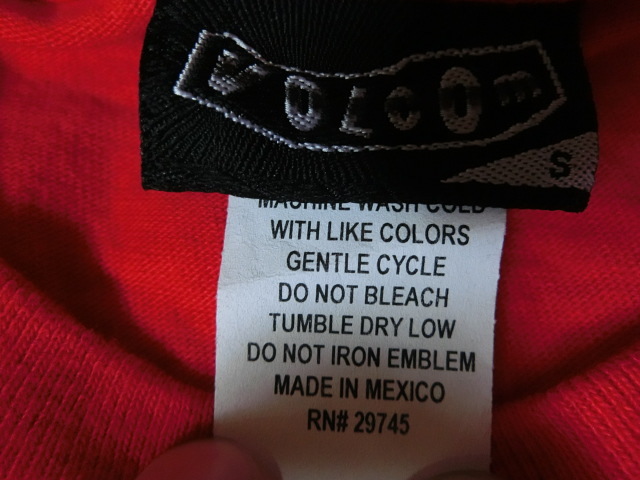 VOLCOM
S
MACHINE WASH COLD
WITH LIKE COLORS
GENTLE CYCLE
DO NOT BLEACH
TUMBLE DRY LOW
DO NOT IRON EMBLEM
MADE IN MEXICO
RN# 29745